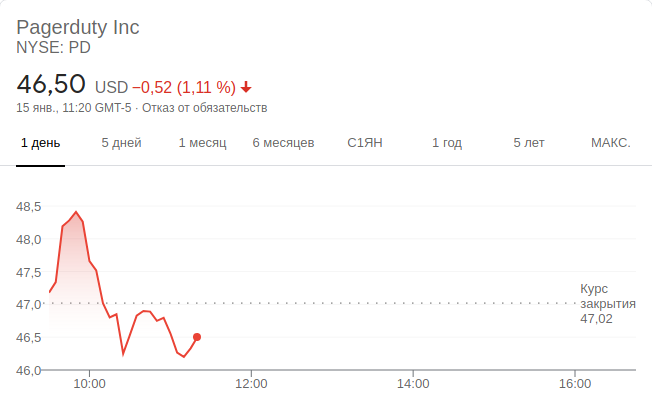 Pagerduty Inc
NYSE: PD
46,50 USD −0,52 (1,11 %)
15 янв., 11:20 GMT-5 · Отказ от обязательств
1 день 5 дней 1 месяц 6 месяцев С1ЯН 1 год 5 лет МАКС.
48,5
48,0
47,5
Курс
47,0 закрытия
47,02
46,5
46,0
10:00 12:00 14:00 16:00